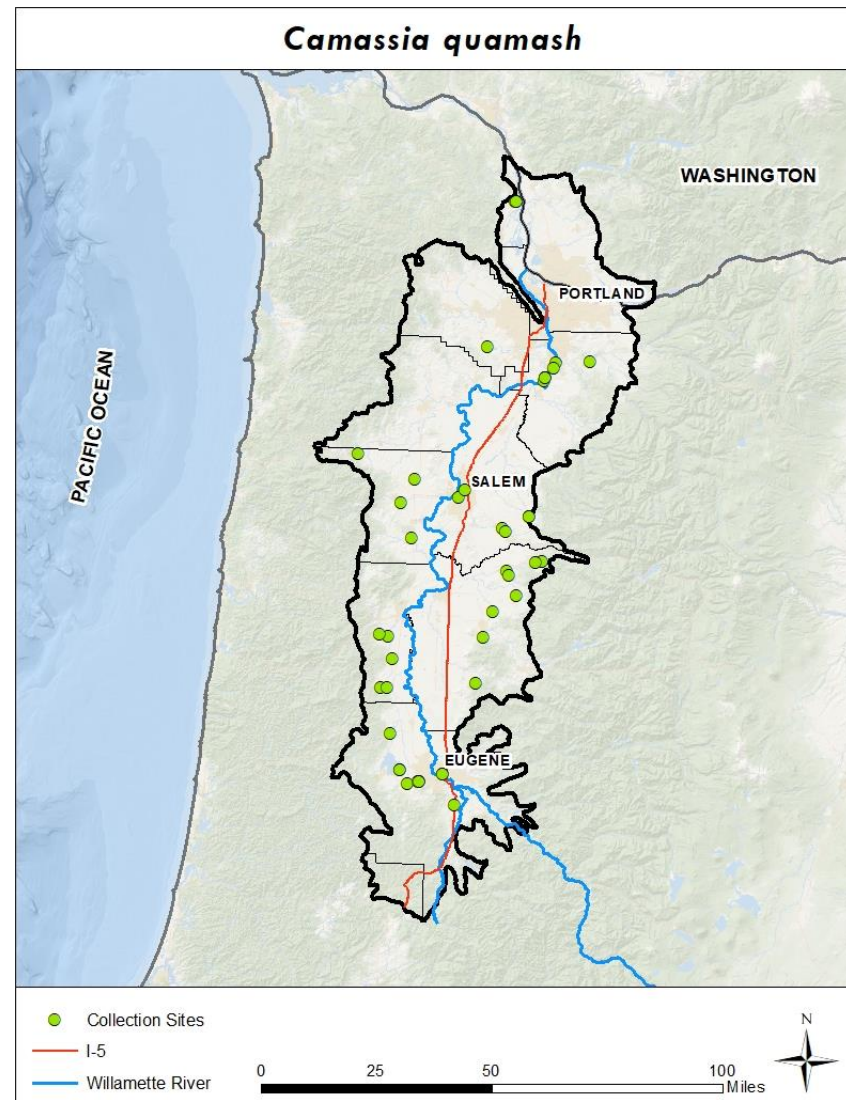 Camassia quamash
WASHINGTON
PORTLAND
PACIFIC OCEAN
SALEM
EUGENE
Collection Sites
I-5
Willamette River
N
0 25 50 100
Miles